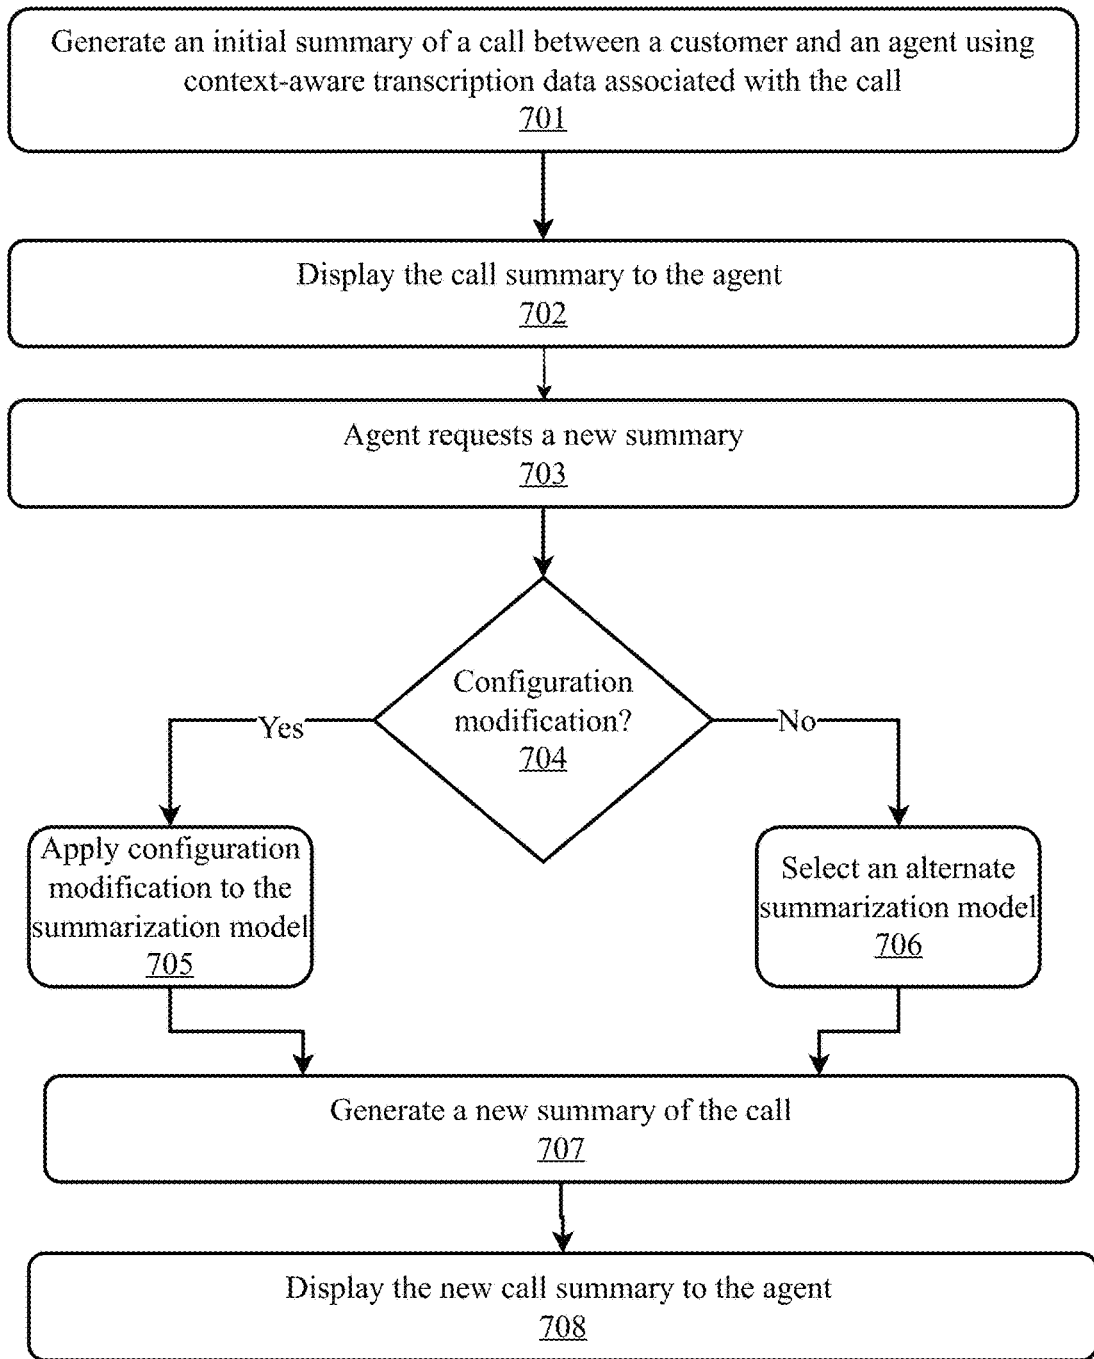 Generate an initial summary of a call between a customer and an agent using
context-aware transcription data associated with the call
701
Display the call summary to the agent
702
Agent requests a new summary
703
Configuration
modification?
704
Yes
No
Apply configuration
modification to the
summarization model
705
Select an alternate
summarization model
706
Generate a new summary of the call
707
Display the new call summary to the agent
708